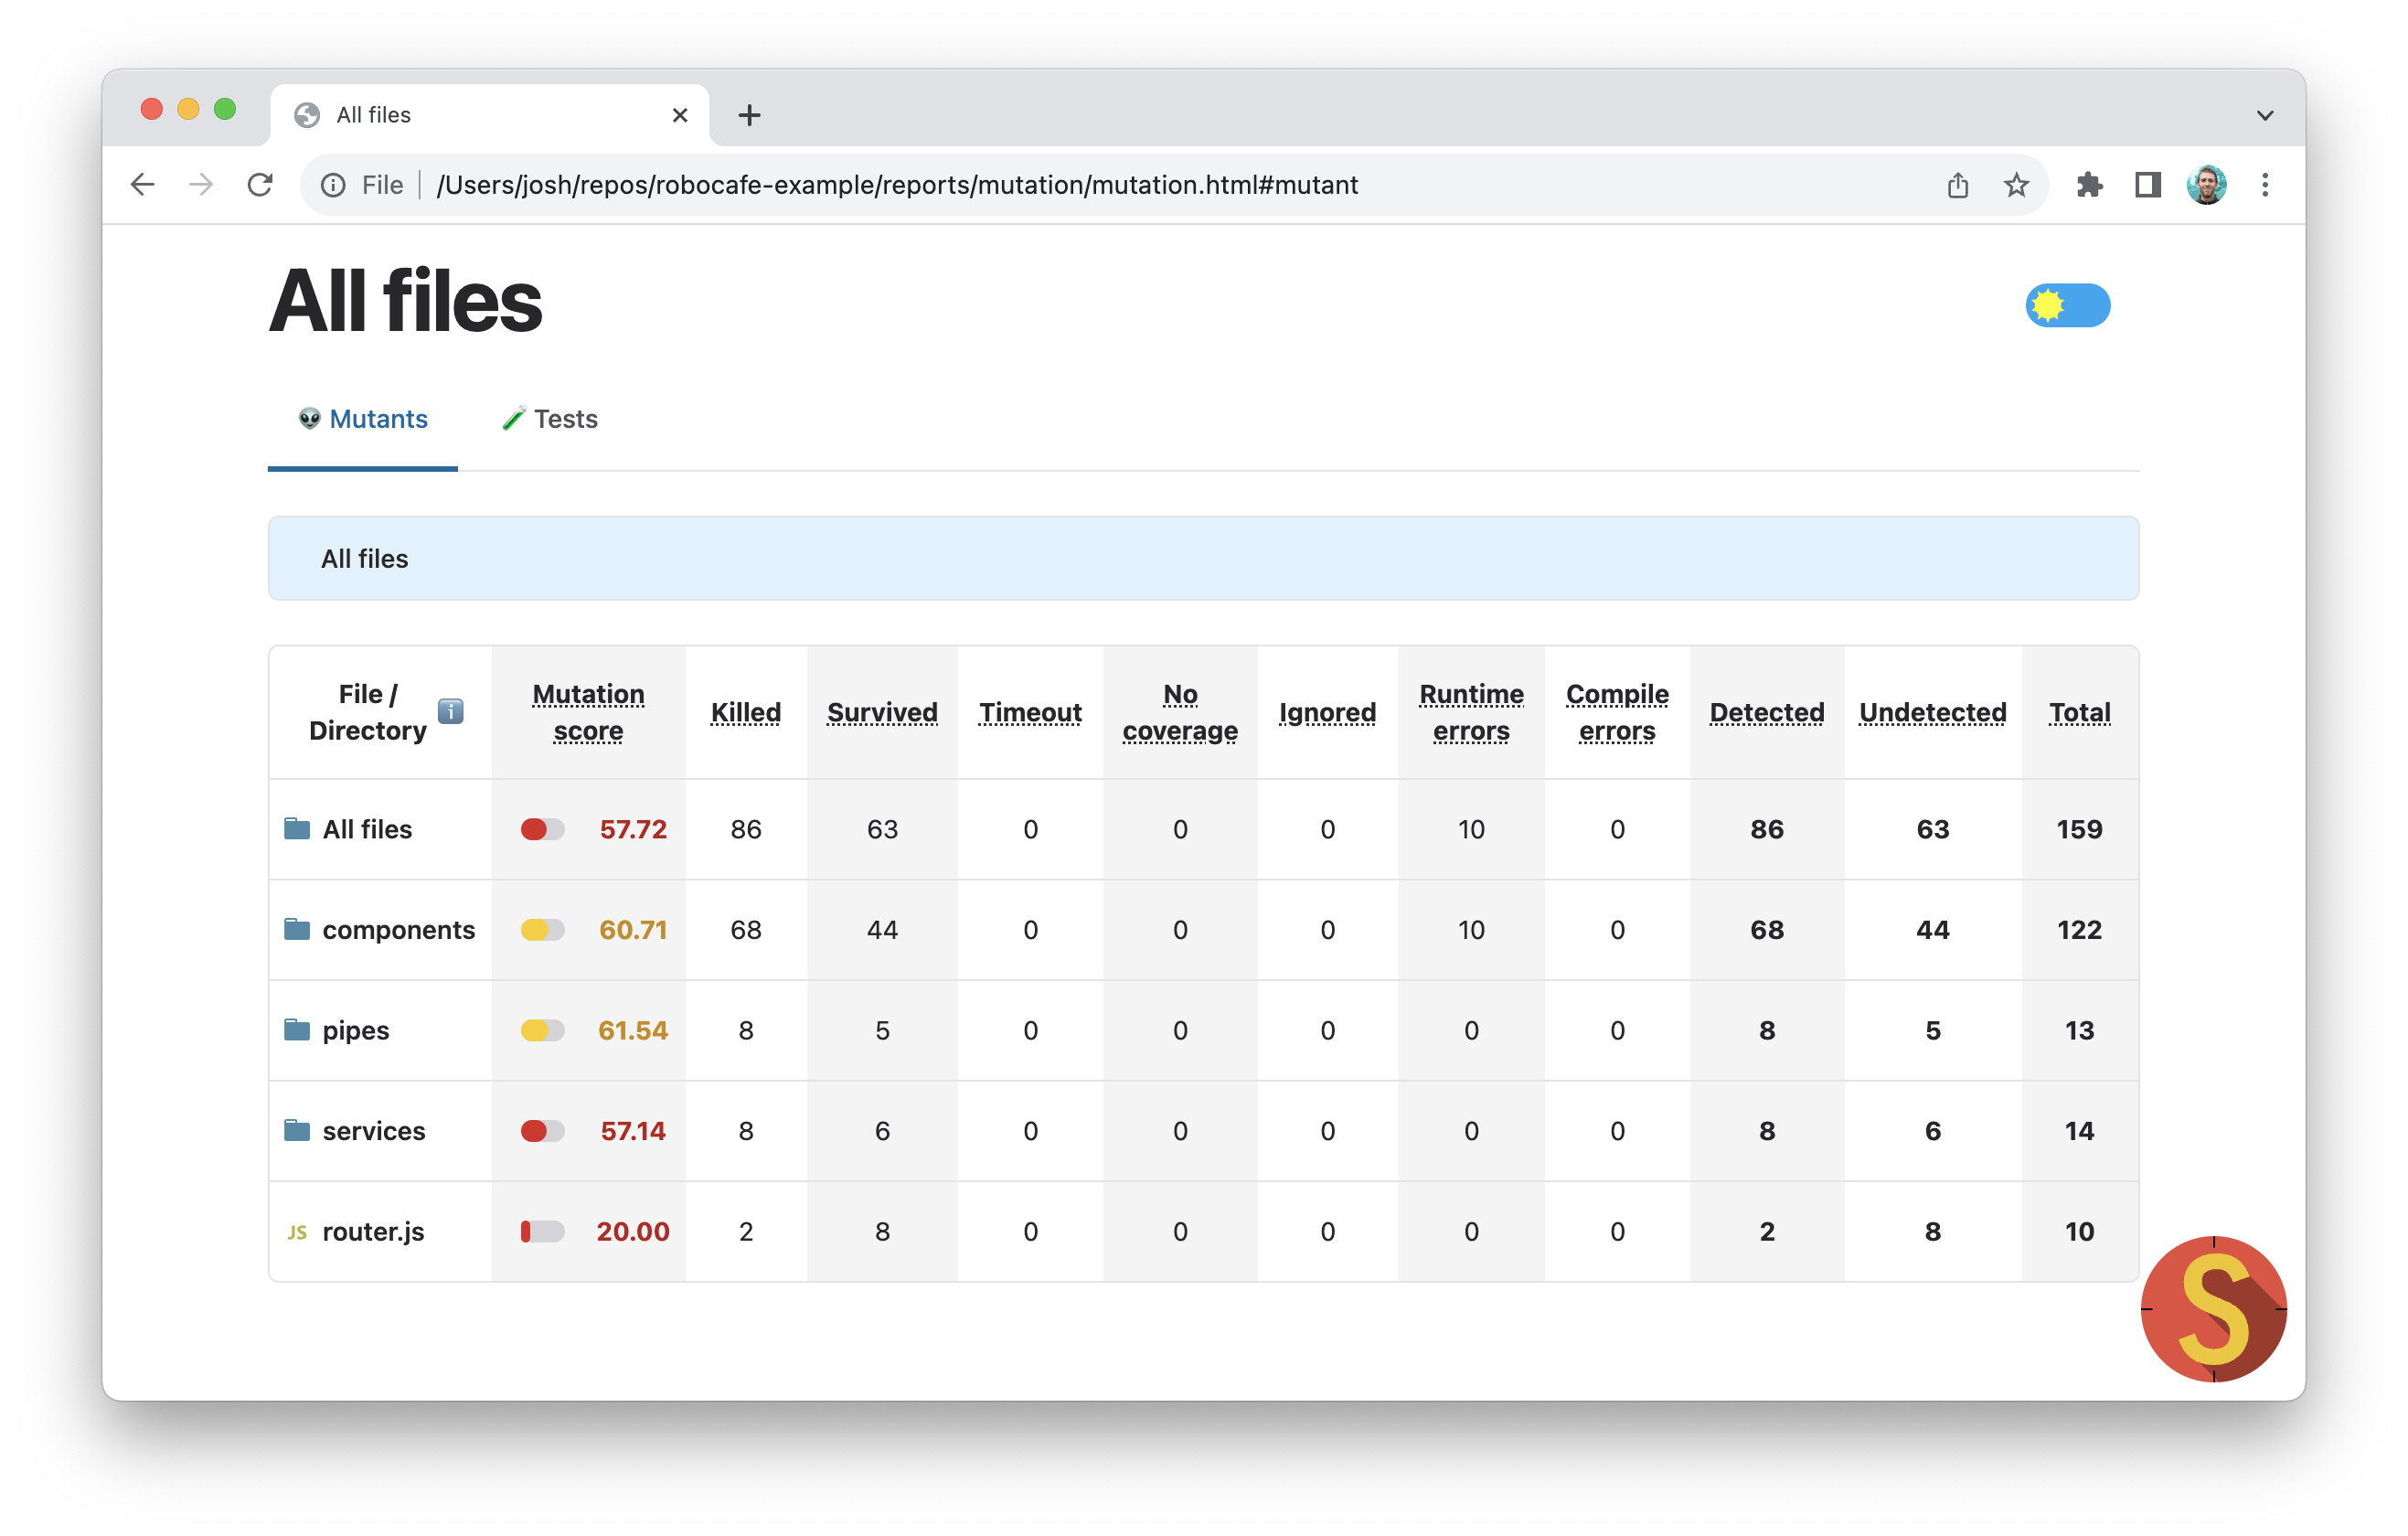 All files
File /Users/josh/repos/robocafe-example/reports/mutation/mutation.html#mutant
All files
👽 Mutants 🧪 Tests
All files
File / Directory ℹ️ Mutation score Killed Survived Timeout No coverage Ignored Runtime errors Compile errors Detected Undetected Total
All files 57.72 86 63 0 0 0 10 0 86 63 159
components 60.71 68 44 0 0 0 10 0 68 44 122
pipes 61.54 8 5 0 0 0 0 0 8 5 13
services 57.14 8 6 0 0 0 0 0 8 6 14
JS router.js 20.00 2 8 0 0 0 0 0 2 8 10
S